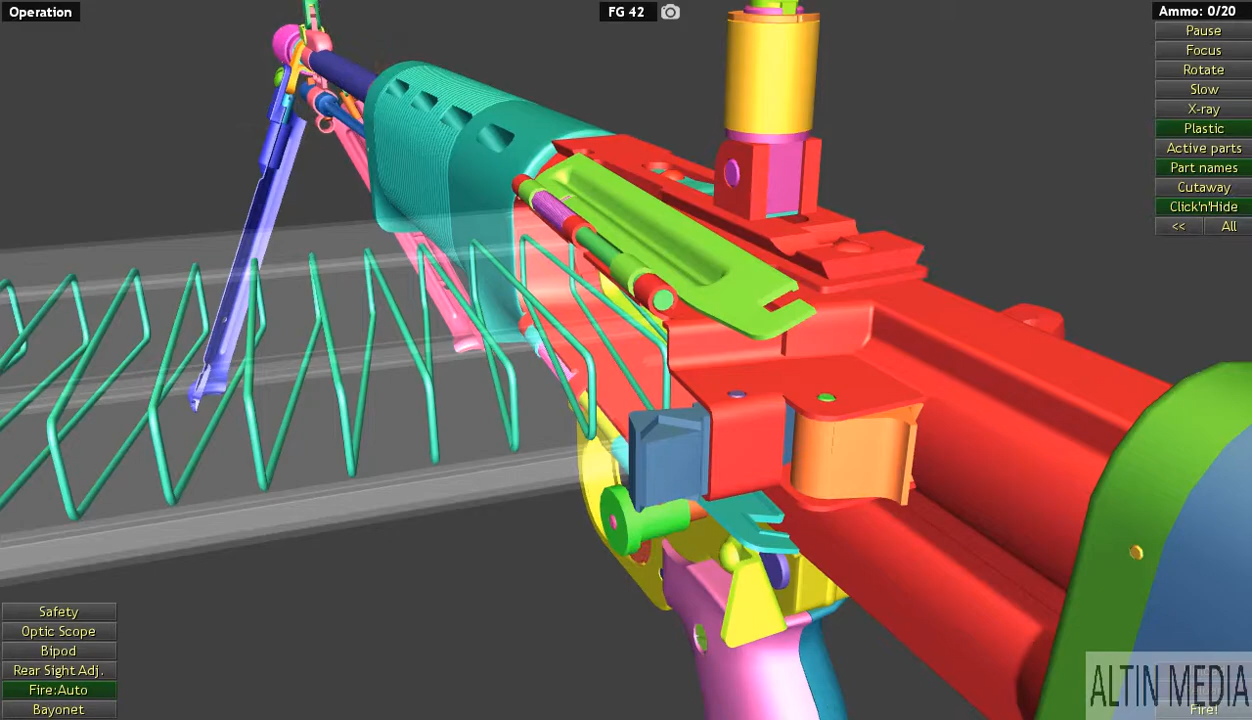 Operation
FG 42
Ammo: 0/20
Pause
Focus
Rotate
Slow
X-ray
Plastic
Active parts
Part names
Cutaway
Click'n'Hide
<< All
Safety
Optic Scope
Bipod
Rear Sight Adj.
Fire:Auto
Bayonet
ALTIN MEDIA
Fire!